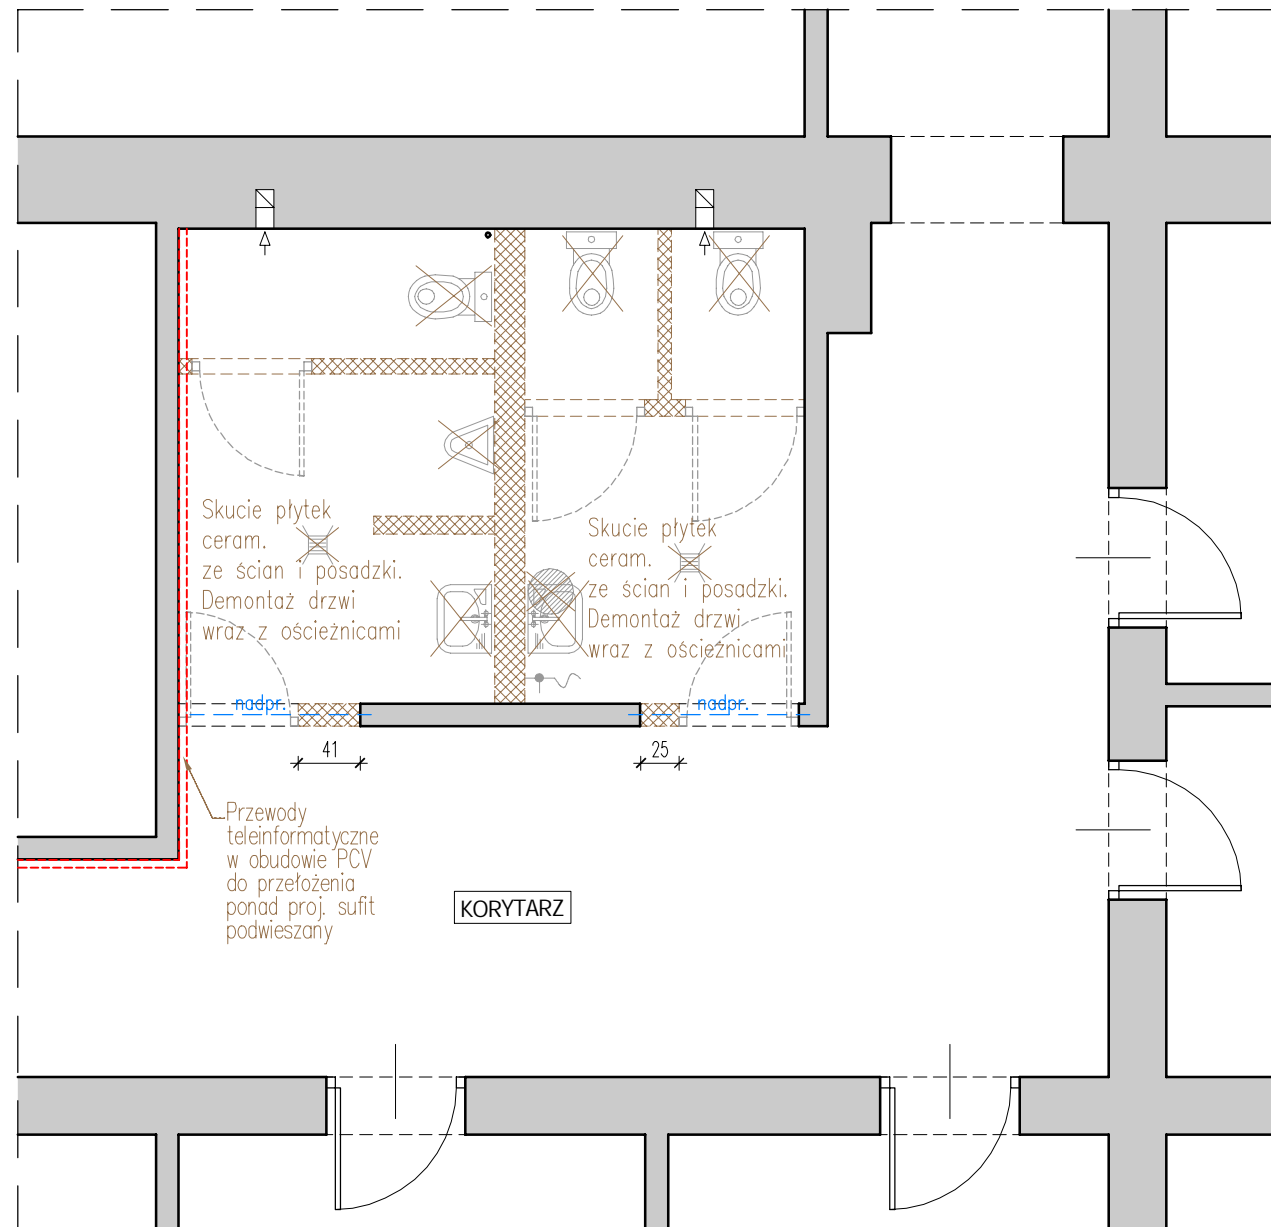 Skucie płytek
ceram.
ze ścian i posadzki.
Demontaż drzwi
wraz z ościeżnicami
Skucie płytek
ceram.
ze ścian i posadzki.
Demontaż drzwi
wraz z ościeżnicami
nadpr.
nadpr.
41
25
Przewody
teleinformatyczne
w obudowie PCV
do przełożenia
ponad proj. sufit
podwieszany
KORYTARZ